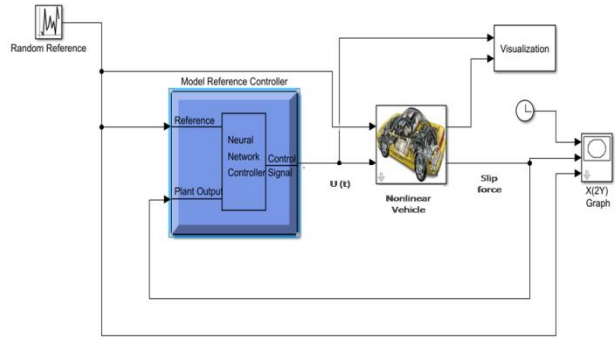 Random Reference
Visualization
Model Reference Controller
Reference
Neural
Network
Controller
Control
Signal
Plant Output
U (t)
Nonlinear
Vehicle
Slip
force
X(2Y)
Graph